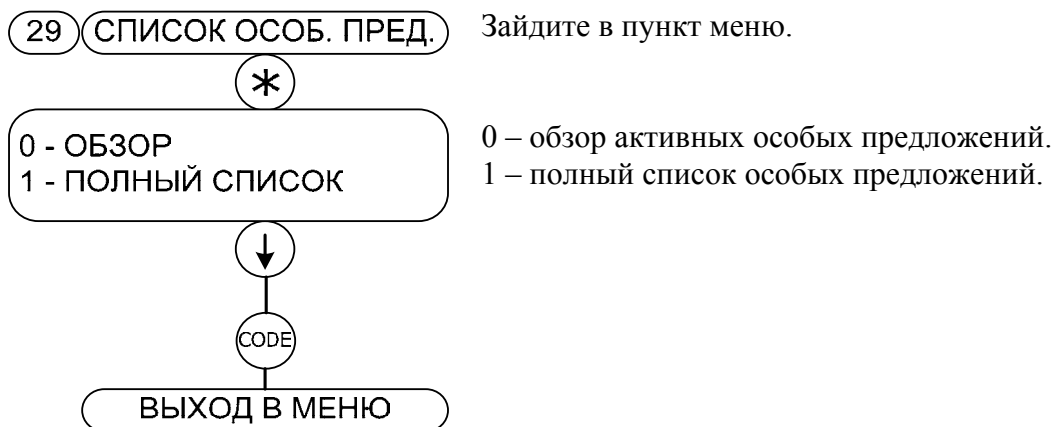 29 СПИСОК ОСОБ. ПРЕД. Зайдите в пункт меню.
*
0 - ОБЗОР 0 – обзор активных особых предложений.
1 - ПОЛНЫЙ СПИСОК 1 – полный список особых предложений.
↓
CODE
ВЫХОД В МЕНЮ